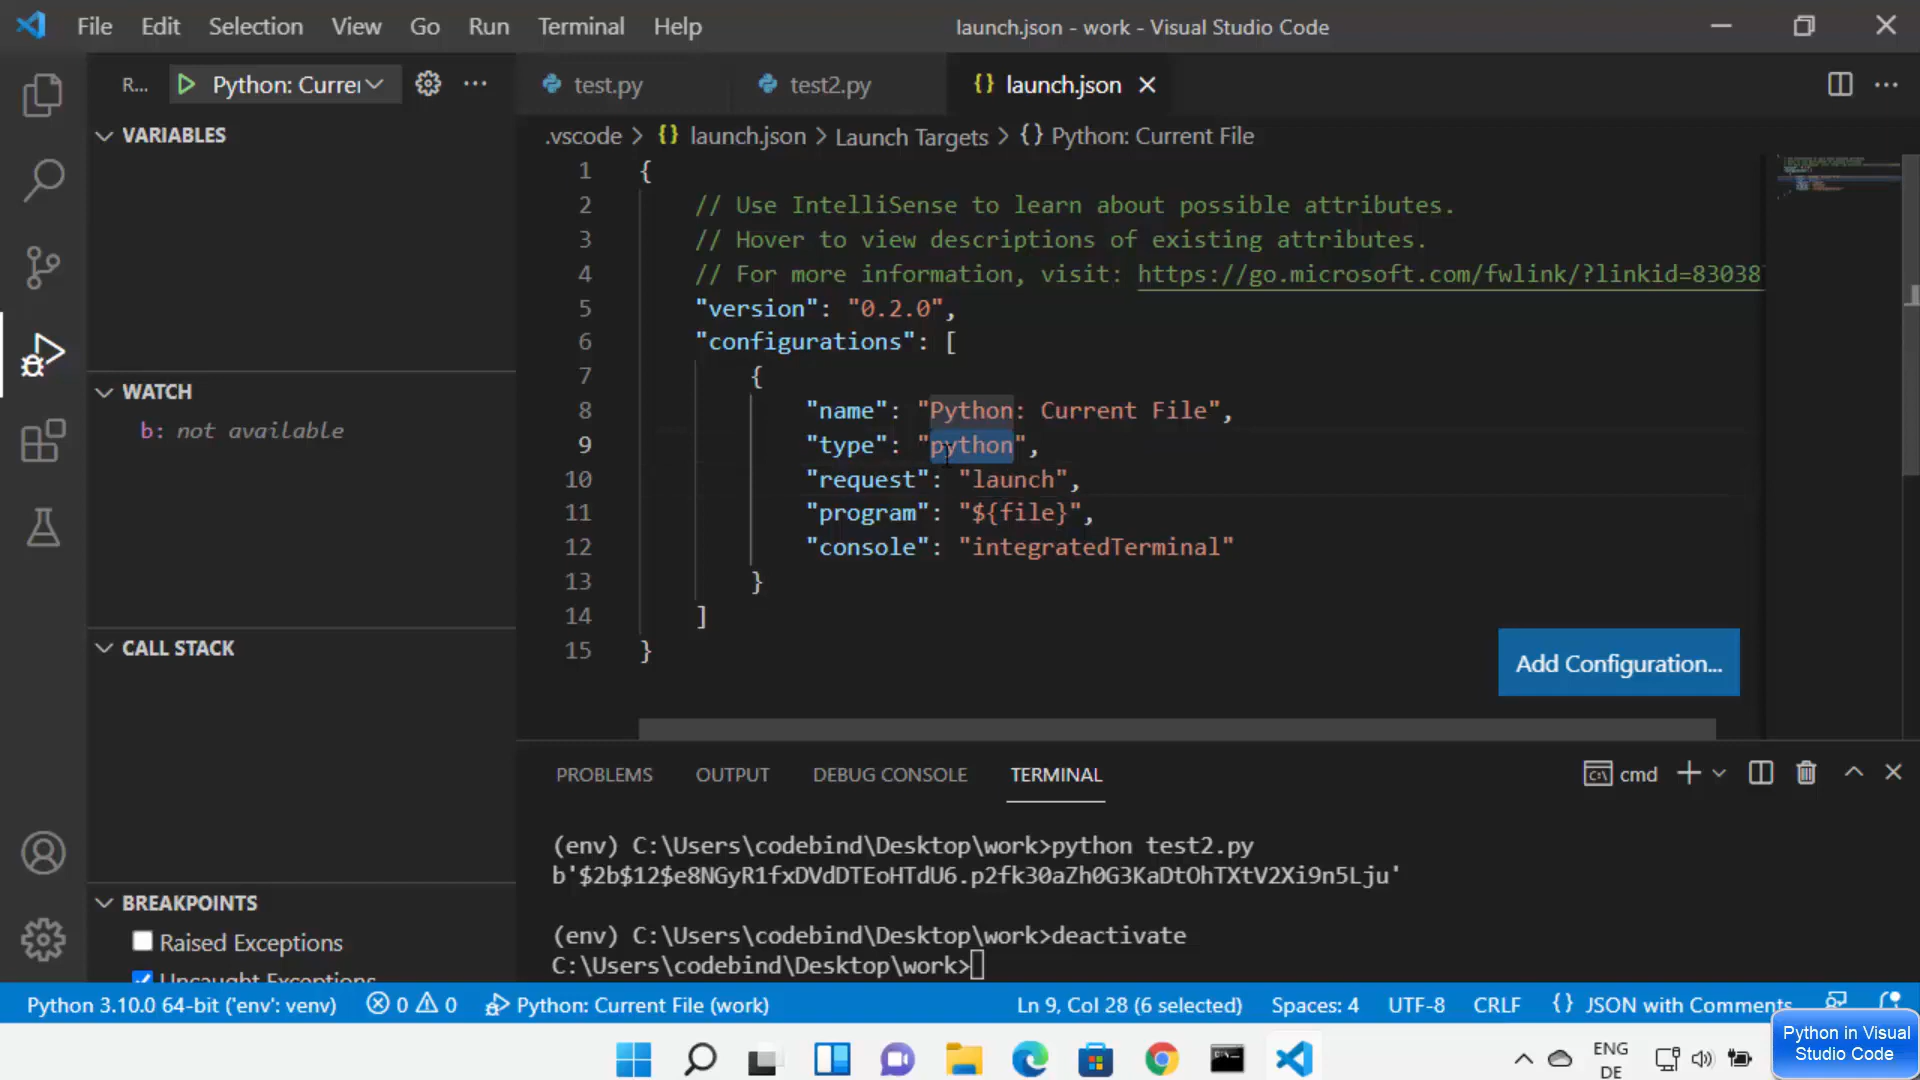 File Edit Selection View Go Run Terminal Help
launch.json - work - Visual Studio Code
R... Python: Currer ...
test.py test2.py {} launch.json
.vscode > {} launch.json > Launch Targets > {} Python: Current File
VARIABLES
WATCH
b: not available
CALL STACK
BREAKPOINTS
Raised Exceptions
Uncaught Exceptions
1 {
2 // Use IntelliSense to learn about possible attributes.
3 // Hover to view descriptions of existing attributes.
4 // For more information, visit: https://go.microsoft.com/fwlink/?linkid=830387
5 "version": "0.2.0",
6 "configurations": [
7 {
8 "name": "Python: Current File",
9 "type": "python",
10 "request": "launch",
11 "program": "${file}",
12 "console": "integratedTerminal"
13 }
14 ]
15 }
Add Configuration...
PROBLEMS OUTPUT DEBUG CONSOLE TERMINAL
cmd
(env) C:\Users\codebind\Desktop\work>python test2.py
b'$2b$12$e8NGyR1fxDVdDTEoHTdU6.p2fk30aZh0G3KaDtOhTXtV2Xi9n5Lju'
(env) C:\Users\codebind\Desktop\work>deactivate
C:\Users\codebind\Desktop\work>
Python 3.10.0 64-bit ('env': venv) 0 0 Python: Current File (work)
Ln 9, Col 28 (6 selected) Spaces: 4 UTF-8 CRLF {} JSON with Comments
ENG
DE
Python in Visual
Studio Code